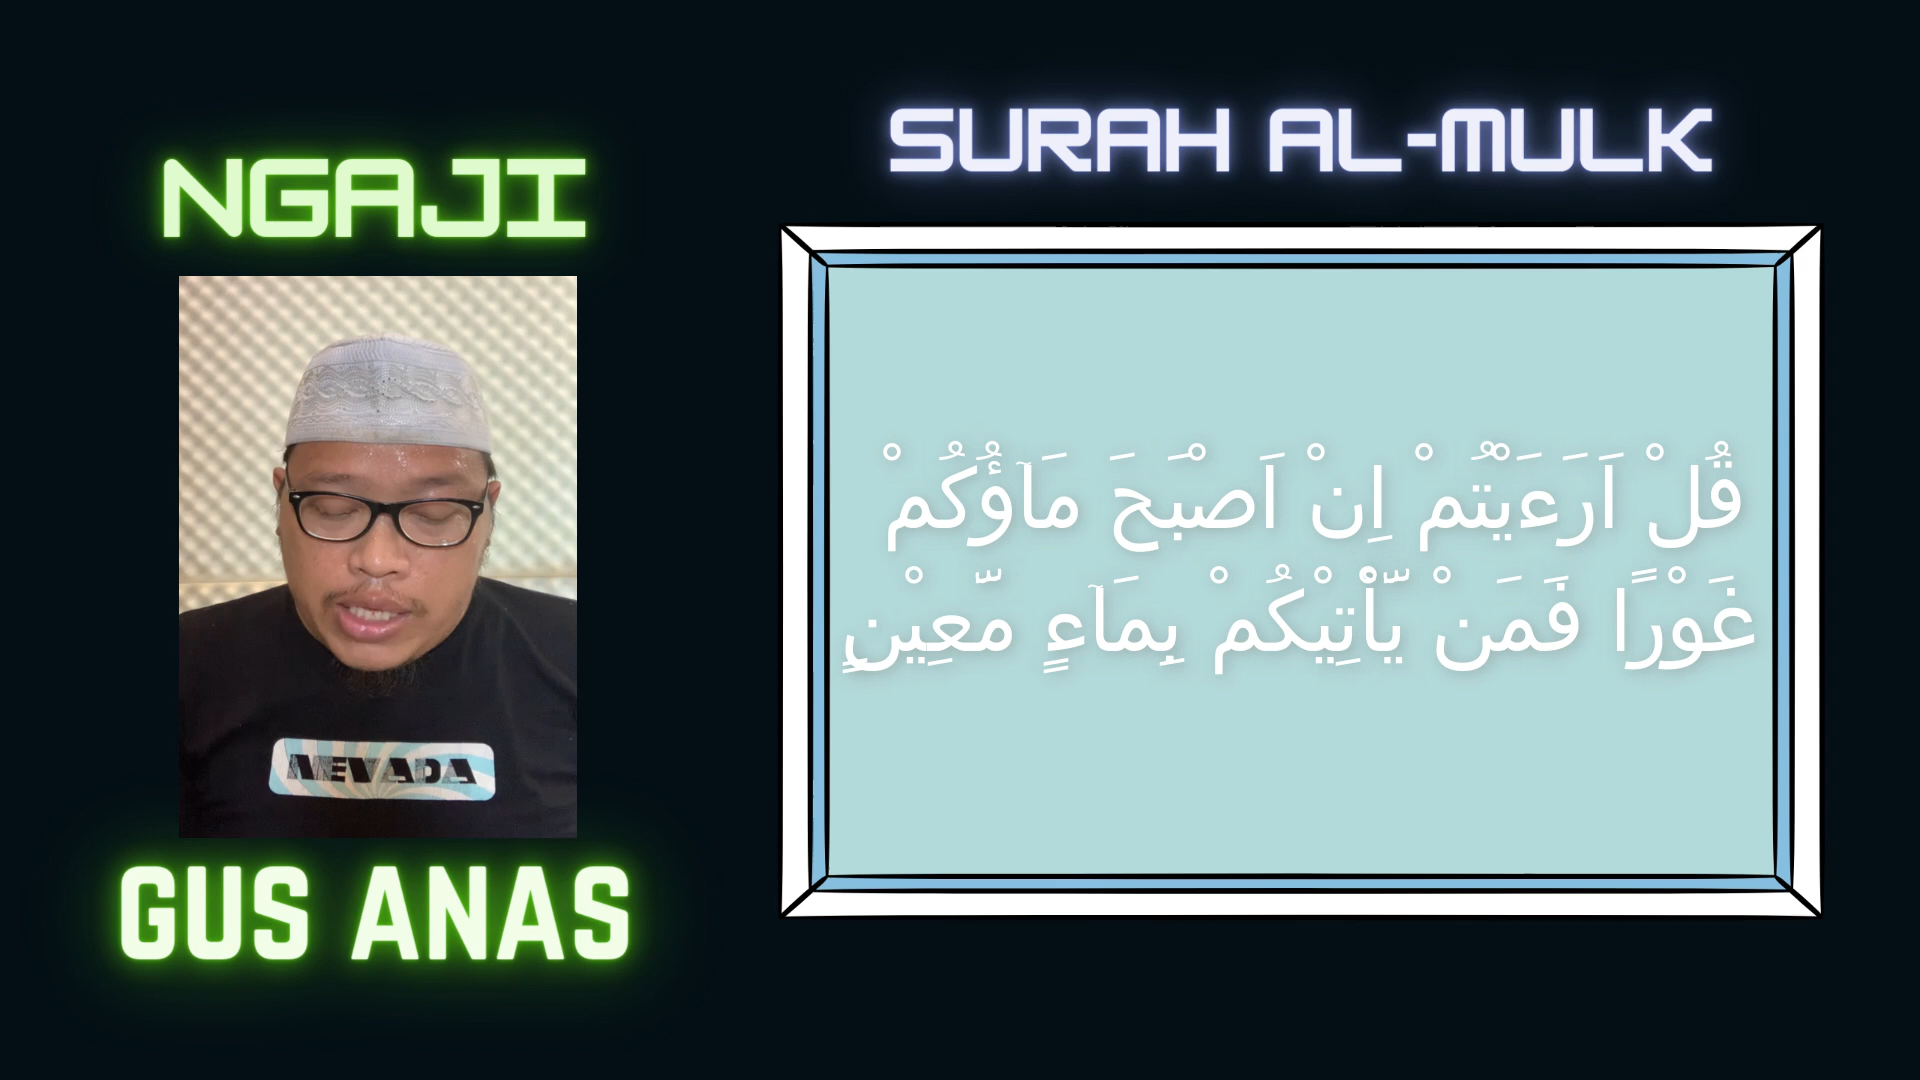 NGAJI
NEVADA
GUS ANAS
SURAH AL-MULK
قُلْ اَرَءَيْتُمْ اِنْ اَصْبَحَ مَاۤؤُكُمْ
غَوْرًا فَمَنْ يَّأْتِيْكُمْ بِمَاۤءٍ مَّعِيْنٍ